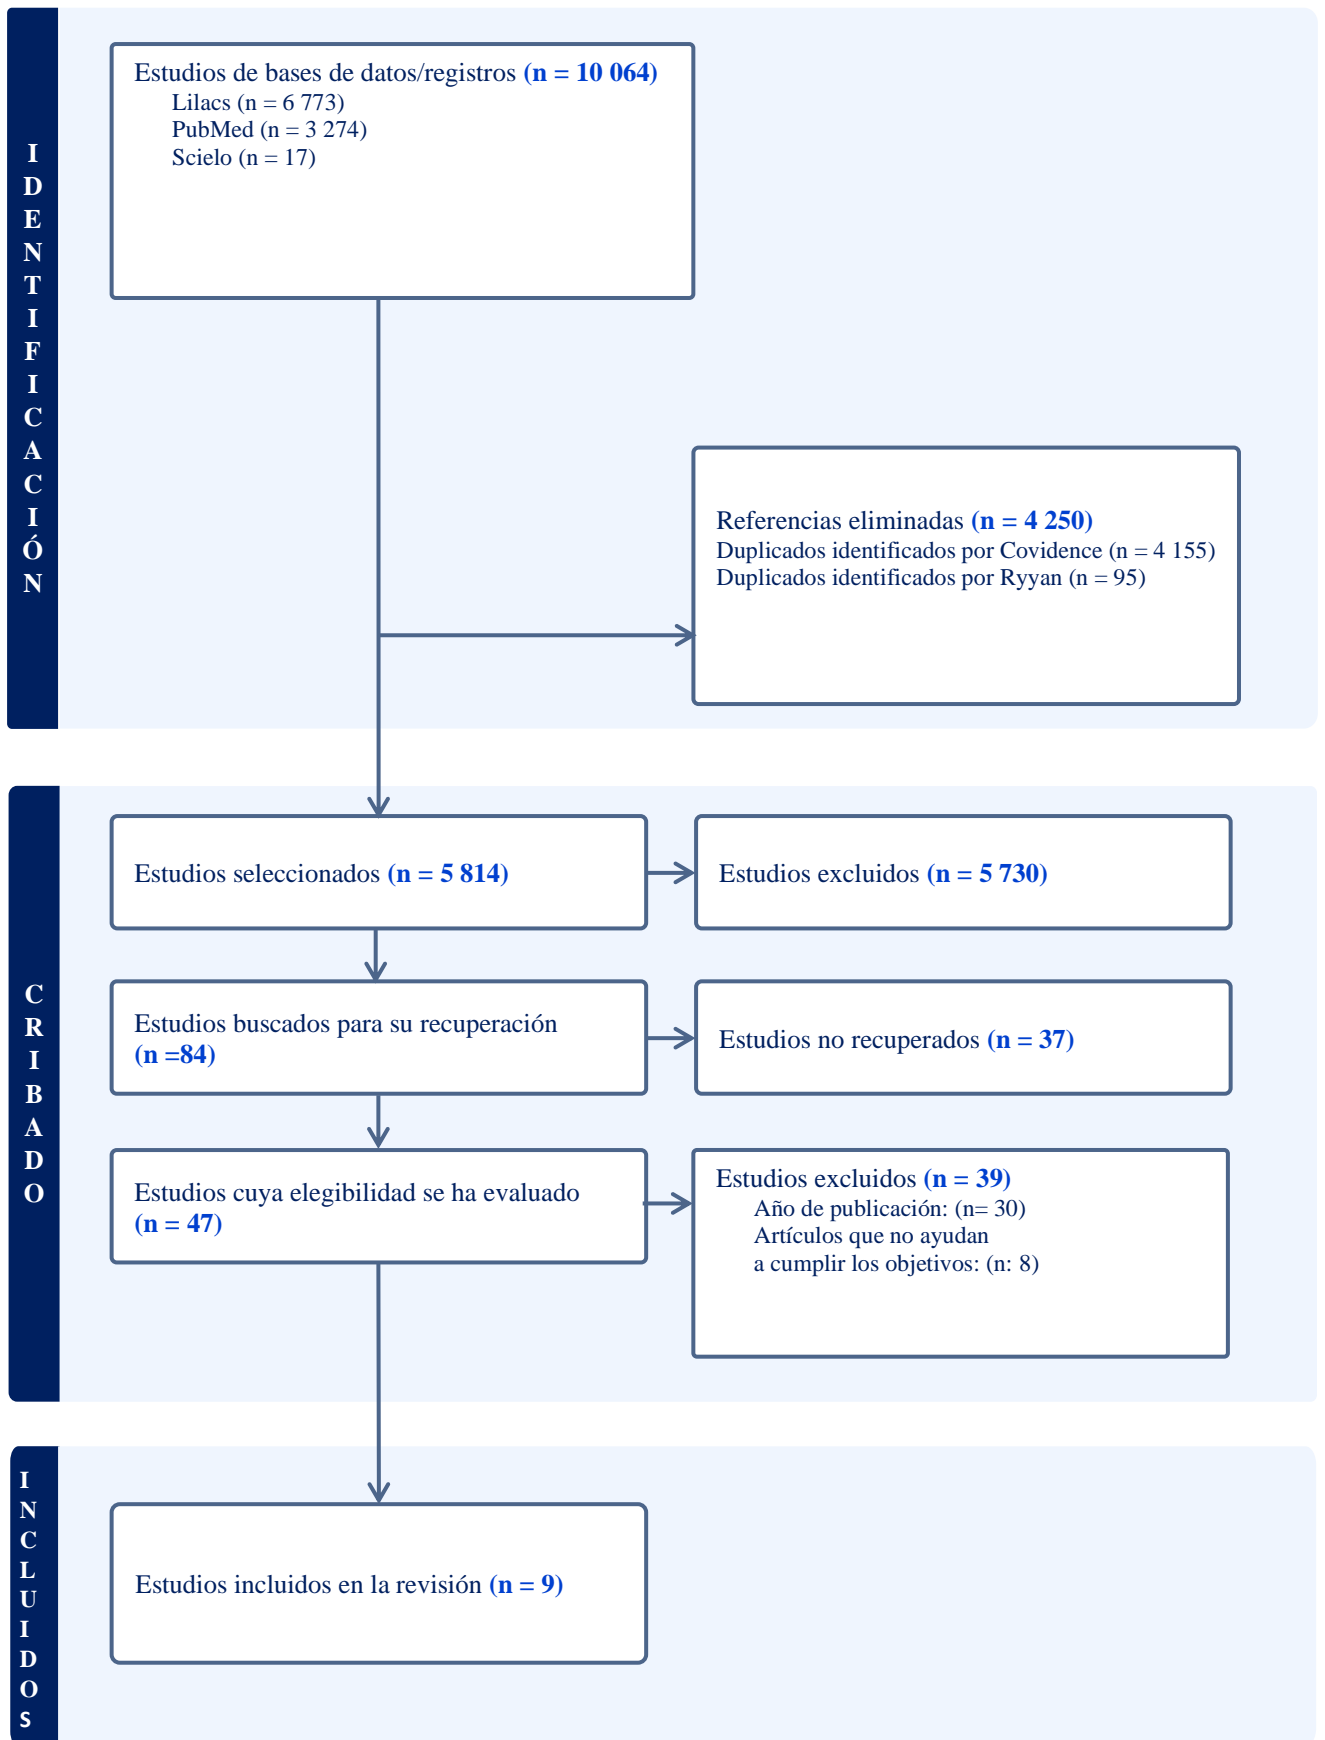 IDENTIFICACIÓN
Estudios de bases de datos/registros (n = 10 064)
Lilacs (n = 6 773)
PubMed (n = 3 274)
Scielo (n = 17)
Referencias eliminadas (n = 4 250)
Duplicados identificados por Covidence (n = 4 155)
Duplicados identificados por Ryyan (n = 95)
CRIBADO
Estudios seleccionados (n = 5 814)
Estudios excluidos (n = 5 730)
Estudios buscados para su recuperación
(n =84)
Estudios no recuperados (n = 37)
Estudios cuya elegibilidad se ha evaluado
(n = 47)
Estudios excluidos (n = 39)
Año de publicación: (n= 30)
Artículos que no ayudan
a cumplir los objetivos: (n: 8)
INCLUIDOS
Estudios incluidos en la revisión (n = 9)